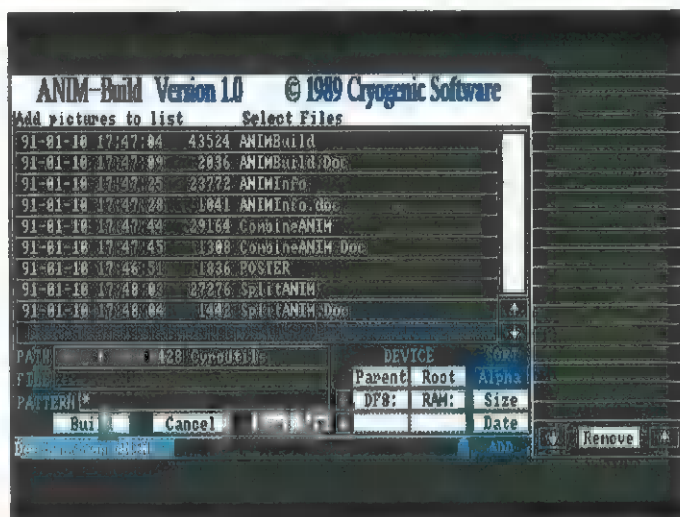 ANIM-Build Version 1.0 © 1989 Cryogenic Software
Add pictures to list Select Files
91-01-10 17:47:04 43524 ANIMBuild
91-01-10 17:47:09 2036 ANIMBuild.Doc
91-01-10 17:47:25 23772 ANIMInfo
91-01-10 17:47:28 1041 ANIMInfo.doc
91-01-10 17:47:44 29164 CombineANIM
91-01-10 17:47:45 1308 CombineANIM.Doc
91-01-10 17:46:51 1836 POSTER
91-01-10 17:48:03 27276 SplitANIM
91-01-10 17:48:04 1442 SplitANIM.Doc
PATH 428 CyroUtils DEVICE SORT
FILE Parent Root Alpha
PATTERN * DF0: RAM: Size
Build Cancel Date
ADD Remove